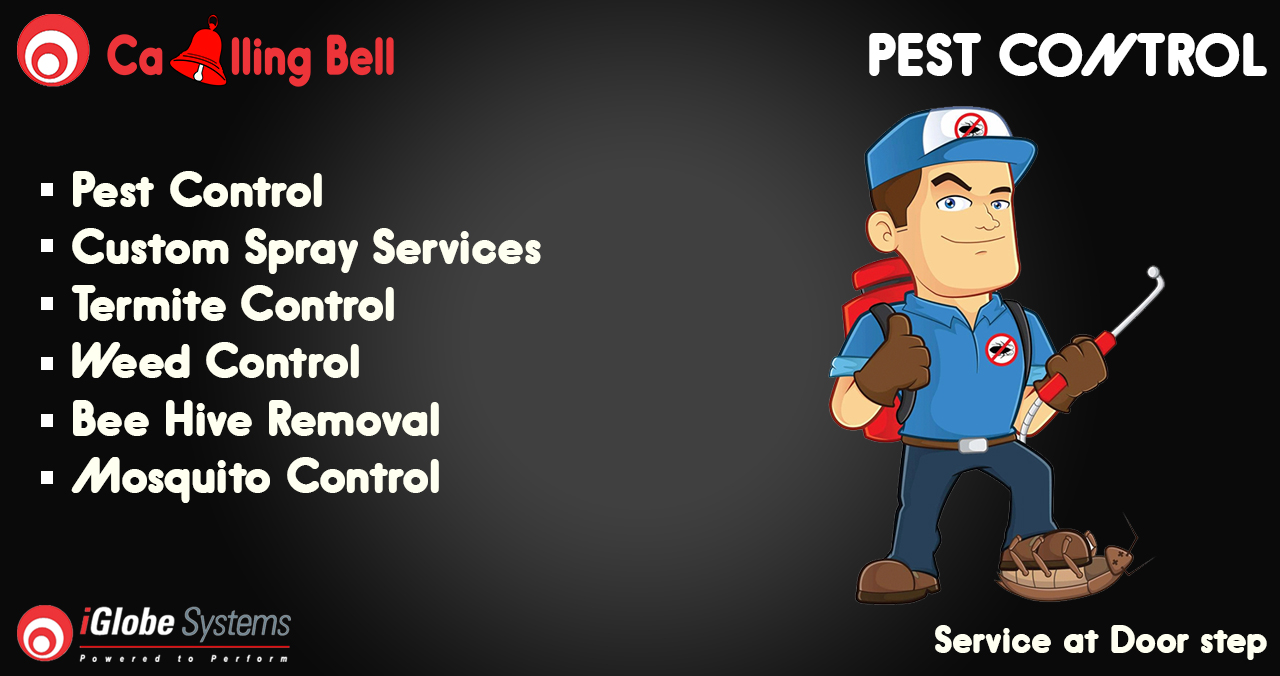 Calling Bell
PEST CONTROL
Pest Control
Custom Spray Services
Termite Control
Weed Control
Bee Hive Removal
Mosquito Control
iGlobe Systems
Powered to Perform
Service at Door step